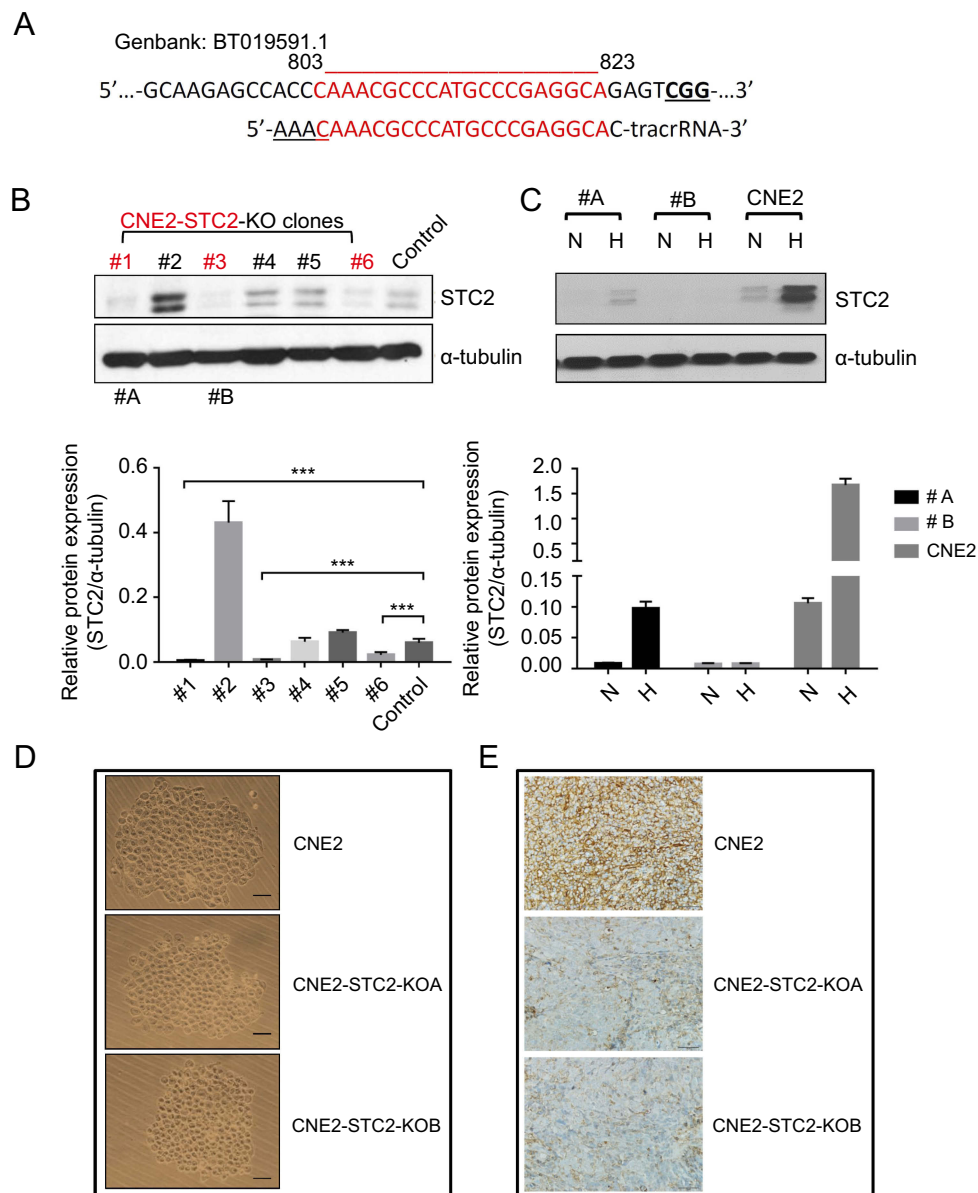 A
Genbank: BT019591.1
803 823
5’...-GCAAGAGCCACCCAAACGCCCATGCCCGAGGCAGAGTCGG-...3’
5’-AAACAAACGCCCATGCCCGAGGCAC-tracrRNA-3’
B
CNE2-STC2-KO clones
#1 #2 #3 #4 #5 #6 Control
STC2
α-tubulin
#A #B
Relative protein expression
(STC2/α-tubulin)
0.6
0.4
0.2
0.0
***
***
***
#1 #2 #3 #4 #5 #6 Control
C
#A #B CNE2
N H N H N H
STC2
α-tubulin
Relative protein expression
(STC2/α-tubulin)
2.0
1.5
1.0
0.5
0.15
0.10
0.05
0.00
N H N H N H
# A
# B
CNE2
D
CNE2
CNE2-STC2-KOA
CNE2-STC2-KOB
E
CNE2
CNE2-STC2-KOA
CNE2-STC2-KOB